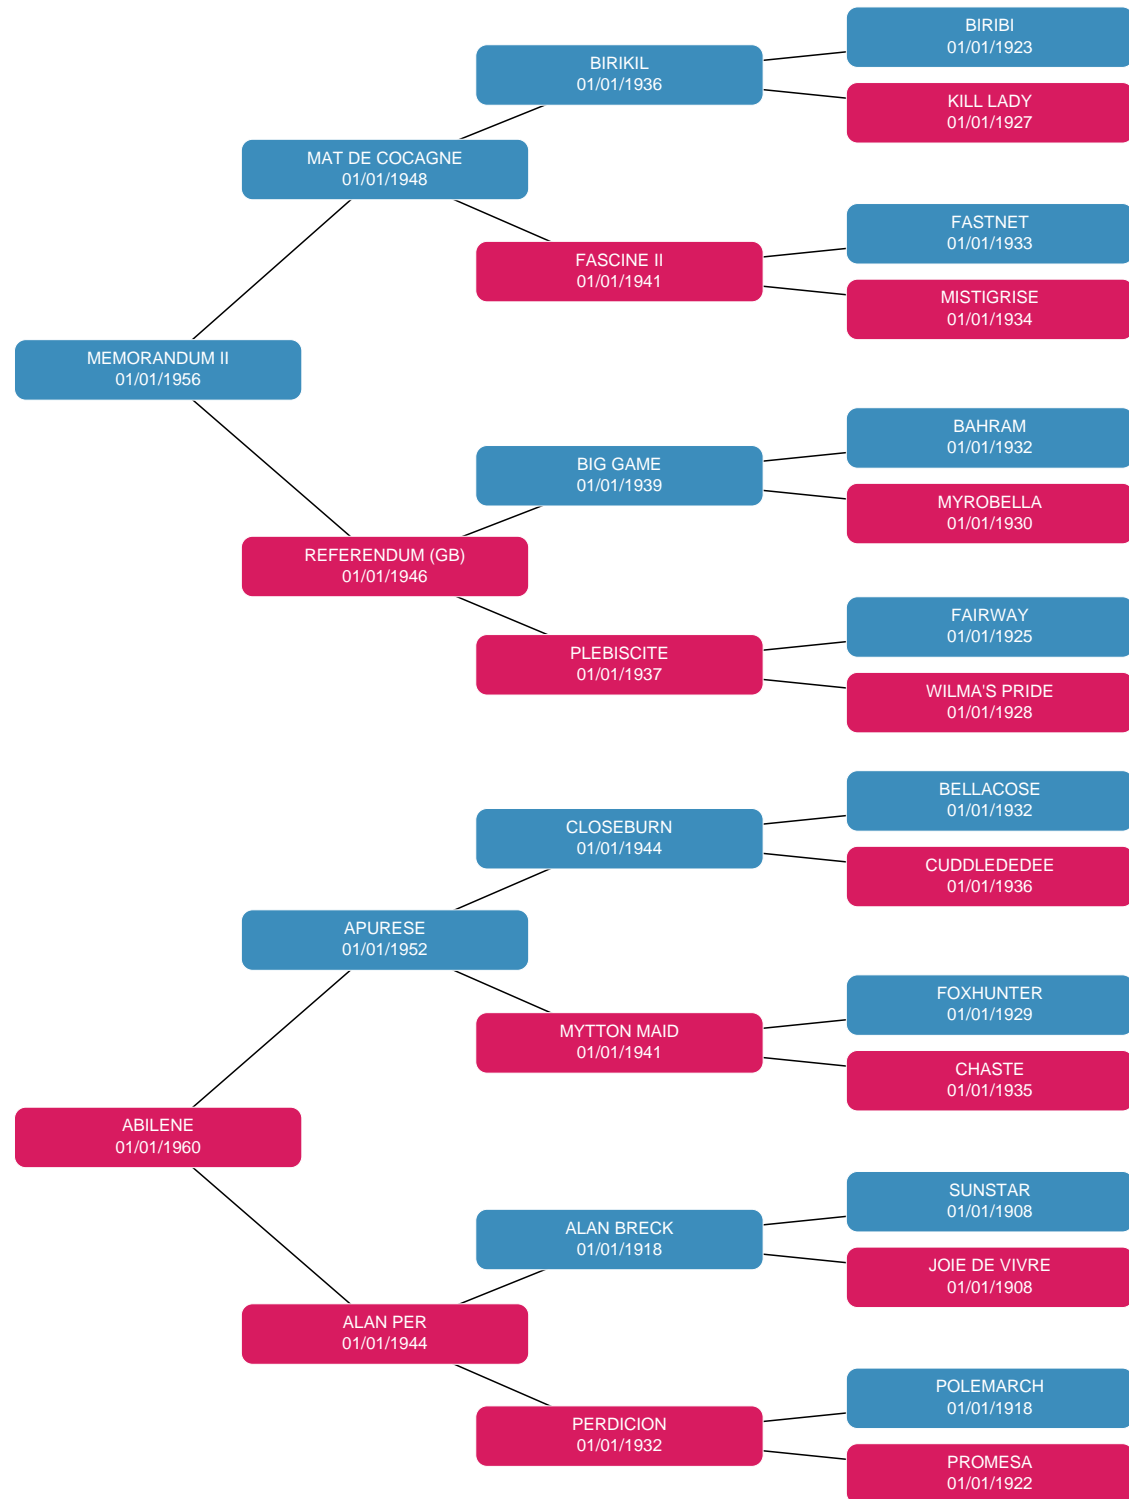 BIRIBI
01/01/1923
BIRIKIL
01/01/1936
KILL LADY
01/01/1927
MAT DE COCAGNE
01/01/1948
FASTNET
01/01/1933
FASCINE II
01/01/1941
MISTIGRISE
01/01/1934
MEMORANDUM II
01/01/1956
BAHRAM
01/01/1932
BIG GAME
01/01/1939
MYROBELLA
01/01/1930
REFERENDUM (GB)
01/01/1946
FAIRWAY
01/01/1925
PLEBISCITE
01/01/1937
WILMA'S PRIDE
01/01/1928
BELLACOSE
01/01/1932
CLOSEBURN
01/01/1944
CUDDLEDEDEE
01/01/1936
APURESE
01/01/1952
FOXHUNTER
01/01/1929
MYTTON MAID
01/01/1941
CHASTE
01/01/1935
ABILENE
01/01/1960
SUNSTAR
01/01/1908
ALAN BRECK
01/01/1918
JOIE DE VIVRE
01/01/1908
ALAN PER
01/01/1944
POLEMARCH
01/01/1918
PERDICION
01/01/1932
PROMESA
01/01/1922